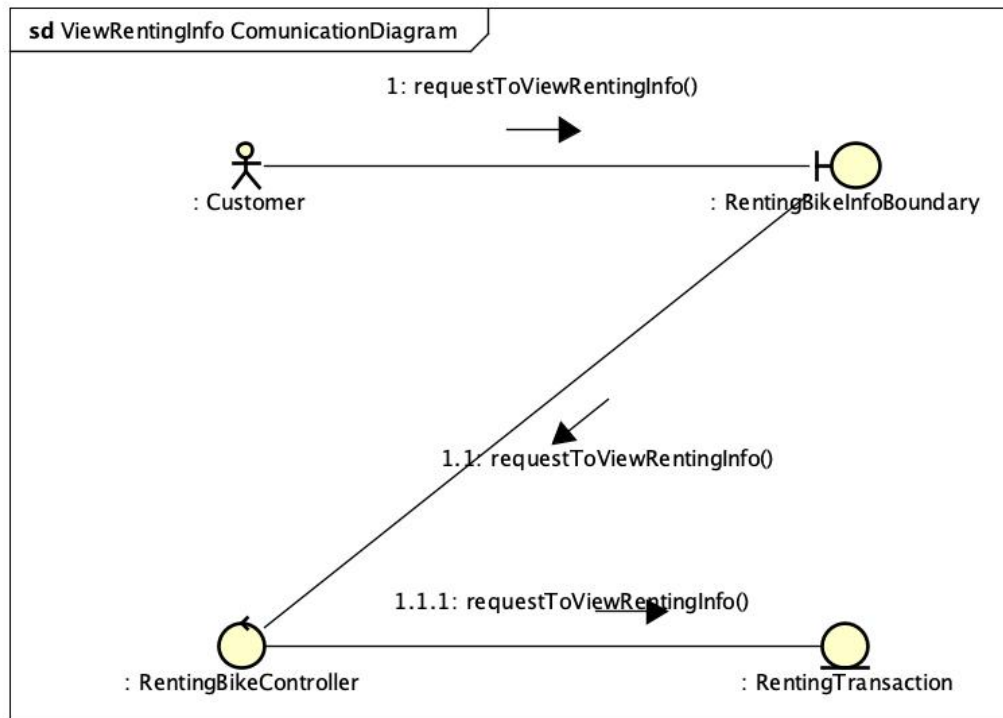 sd ViewRentingInfo ComunicationDiagram
1: requestToViewRentingInfo()
: Customer
: RentingBikeInfoBoundary
1.1: requestToViewRentingInfo()
1.1.1: requestToViewRentingInfo()
: RentingBikeController
: RentingTransaction